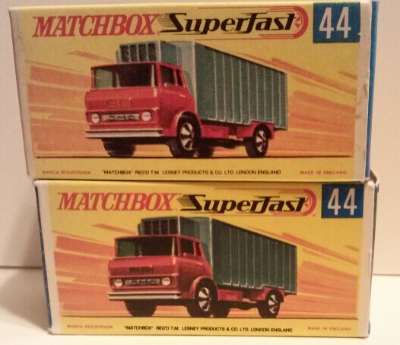 MATCHBOX SuperFast 44
MARCA REGISTRADA "MATCHBOX" REG'D T.M. LESNEY PRODUCTS & CO. LTD. LONDON ENGLAND MADE IN ENGLAND
MATCHBOX SuperFast 44
MARCA REGISTRADA "MATCHBOX" REG'D T.M. LESNEY PRODUCTS & CO. LTD. LONDON ENGLAND MADE IN ENGLAND